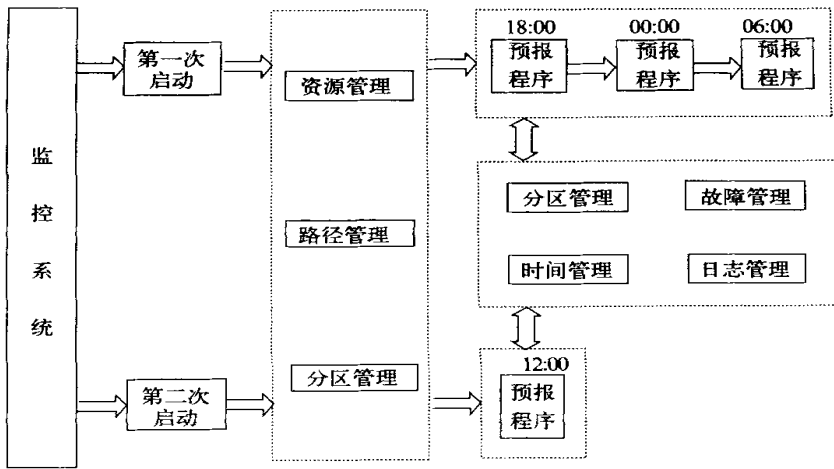 监
控
系
统
第一次
启动
第二次
启动
资源管理
路径管理
分区管理
18:00
预报
程序
00:00
预报
程序
06:00
预报
程序
分区管理
故障管理
时间管理
日志管理
12:00
预报
程序